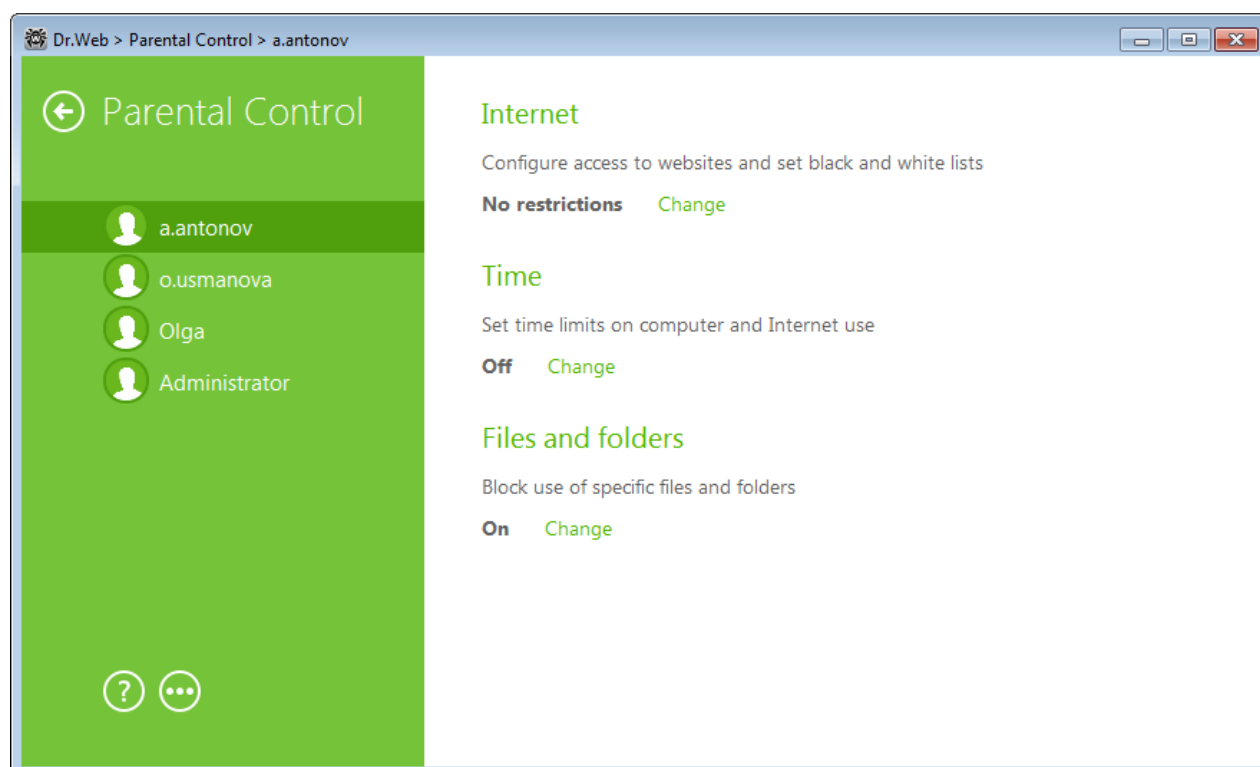 Dr.Web > Parental Control > a.antonov
Parental Control
a.antonov
o.usmanova
Olga
Administrator
?
Internet
Configure access to websites and set black and white lists
No restrictions Change
Time
Set time limits on computer and Internet use
Off Change
Files and folders
Block use of specific files and folders
On Change